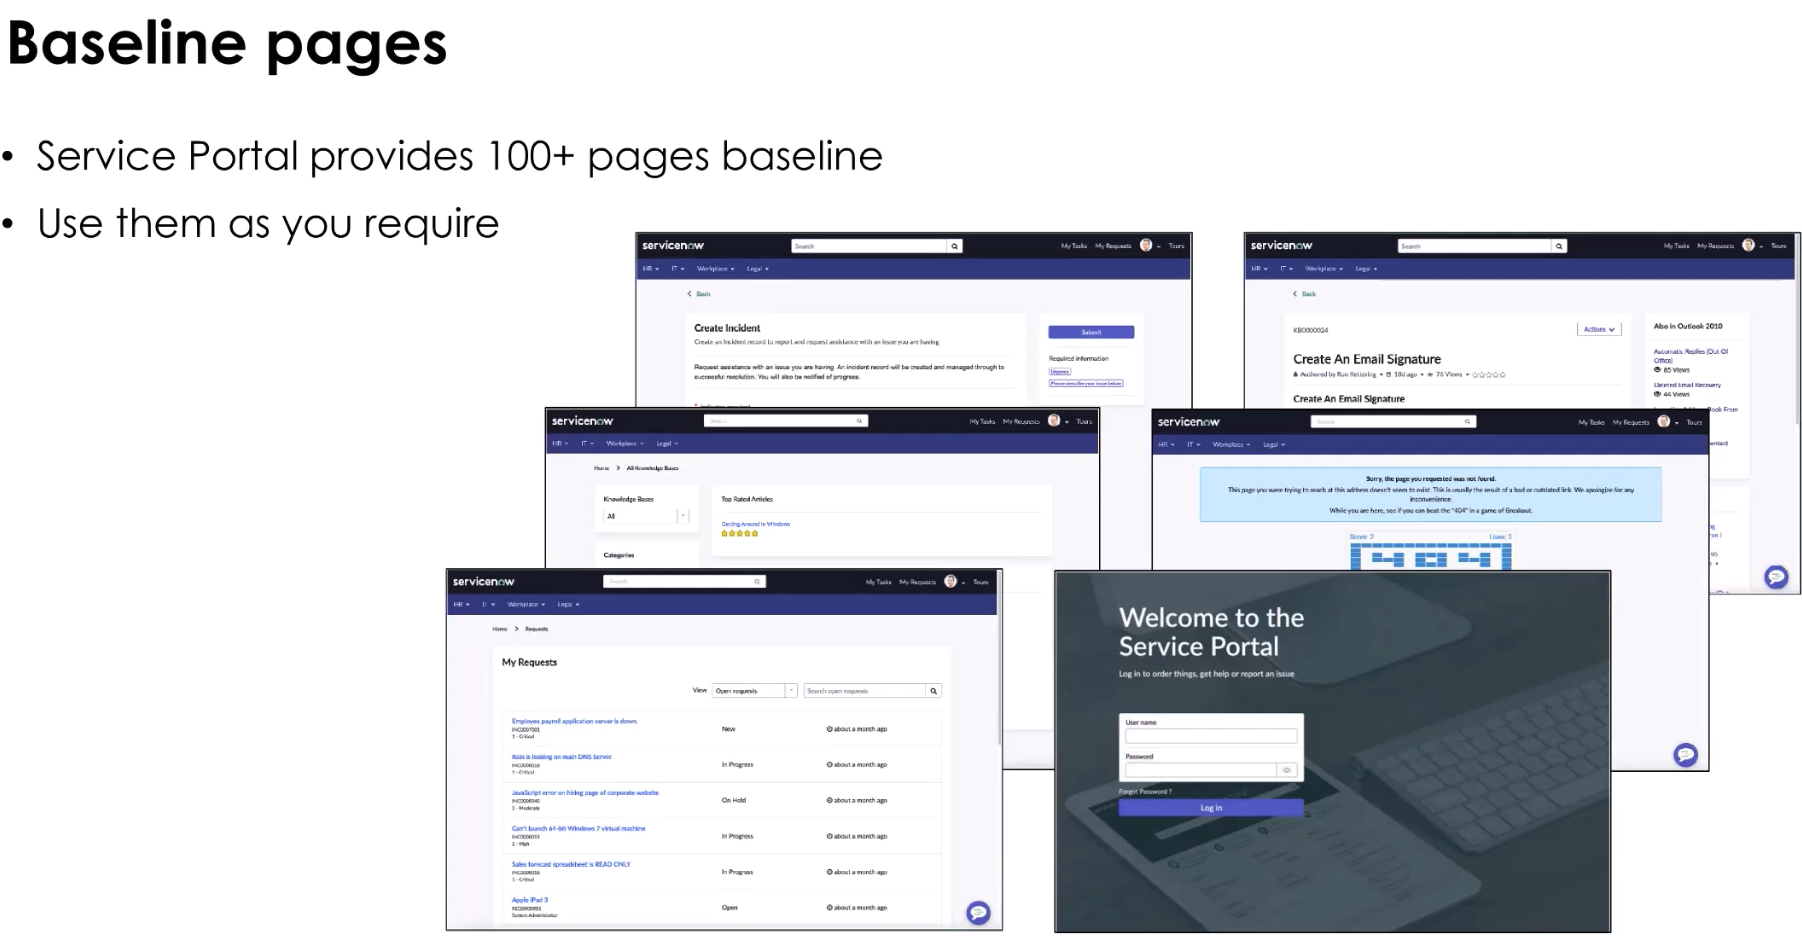 Baseline pages
• Service Portal provides 100+ pages baseline
• Use them as you require
servicenow
Search
My Tasks My Requests Tours
HR IT Workplace Legal
Back
Create Incident
Create an Incident record to report and request assistance with an issue you are having
Request assistance with an issue you are having. An incident record will be created and managed through to
successful resolution. You will also be notified of progress.
Submit
Required information
Urgency
Please describe your issue below
servicenow
Search
My Tasks My Requests Tours
HR IT Workplace Legal
Back
KB0000024
Actions
Create An Email Signature
Authored by Ron Kettering • 18d ago • 76 Views •
Create An Email Signature
Also in Outlook 2010
Automatic Replies (Out Of
Office)
85 Views
Deleted Email Recovery
44 Views
Book From
servicenow
Search
My Tasks My Requests Tours
HR IT Workplace Legal
Home > All Knowledge Bases
Knowledge Bases
All
Categories
Top Rated Articles
Getting Around in Windows
servicenow
Search
My Tasks My Requests Tours
HR IT Workplace Legal
Sorry, the page you requested was not found.
This page you were trying to reach at this address doesn't seem to exist. This is usually the result of a bad or outdated link. We apologize for any
inconvenience.
While you are here, see if you can beat the "404" in a game of Breakout.
Score: 2
Lives: 5
servicenow
Search
My Tasks My Requests Tours
HR IT Workplace Legal
Home > Requests
My Requests
View Open requests Search open requests
Employee payroll application server is down.
New
about a month ago
1 - Critical
Rain is leaking on main DNS Server
In Progress
about a month ago
1 - Critical
JavaScript error on hiring page of corporate website
On Hold
about a month ago
3 - Moderate
Can't launch 64-bit Windows 7 virtual machine
In Progress
about a month ago
2 - High
Sales forecast spreadsheet is READ ONLY
In Progress
about a month ago
1 - Critical
Apple iPad 3
Open
about a month ago
REQ0000001
System Administrator
Welcome to the
Service Portal
Log in to order things, get help or report an issue
User name
Password
Forgot Password ?
Log in